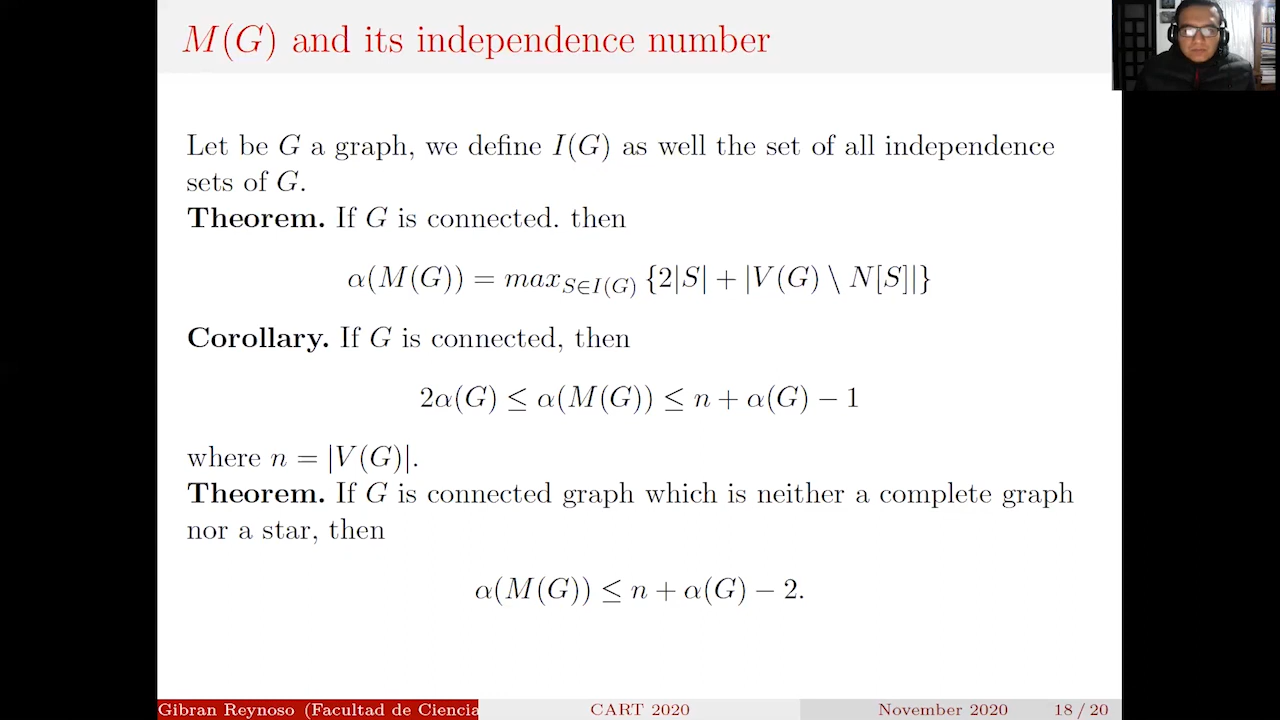 M(G) and its independence number
Let be G a graph, we define I(G) as well the set of all independence
sets of G.
Theorem. If G is connected. then
α(M(G)) = max_{S∈I(G)} {2|S| + |V(G) \ N[S]|}
Corollary. If G is connected, then
2α(G) ≤ α(M(G)) ≤ n + α(G) − 1
where n = |V(G)|.
Theorem. If G is connected graph which is neither a complete graph
nor a star, then
α(M(G)) ≤ n + α(G) − 2.
Gibran Reynoso (Facultad de Ciencia
CART 2020
November 2020
18 / 20